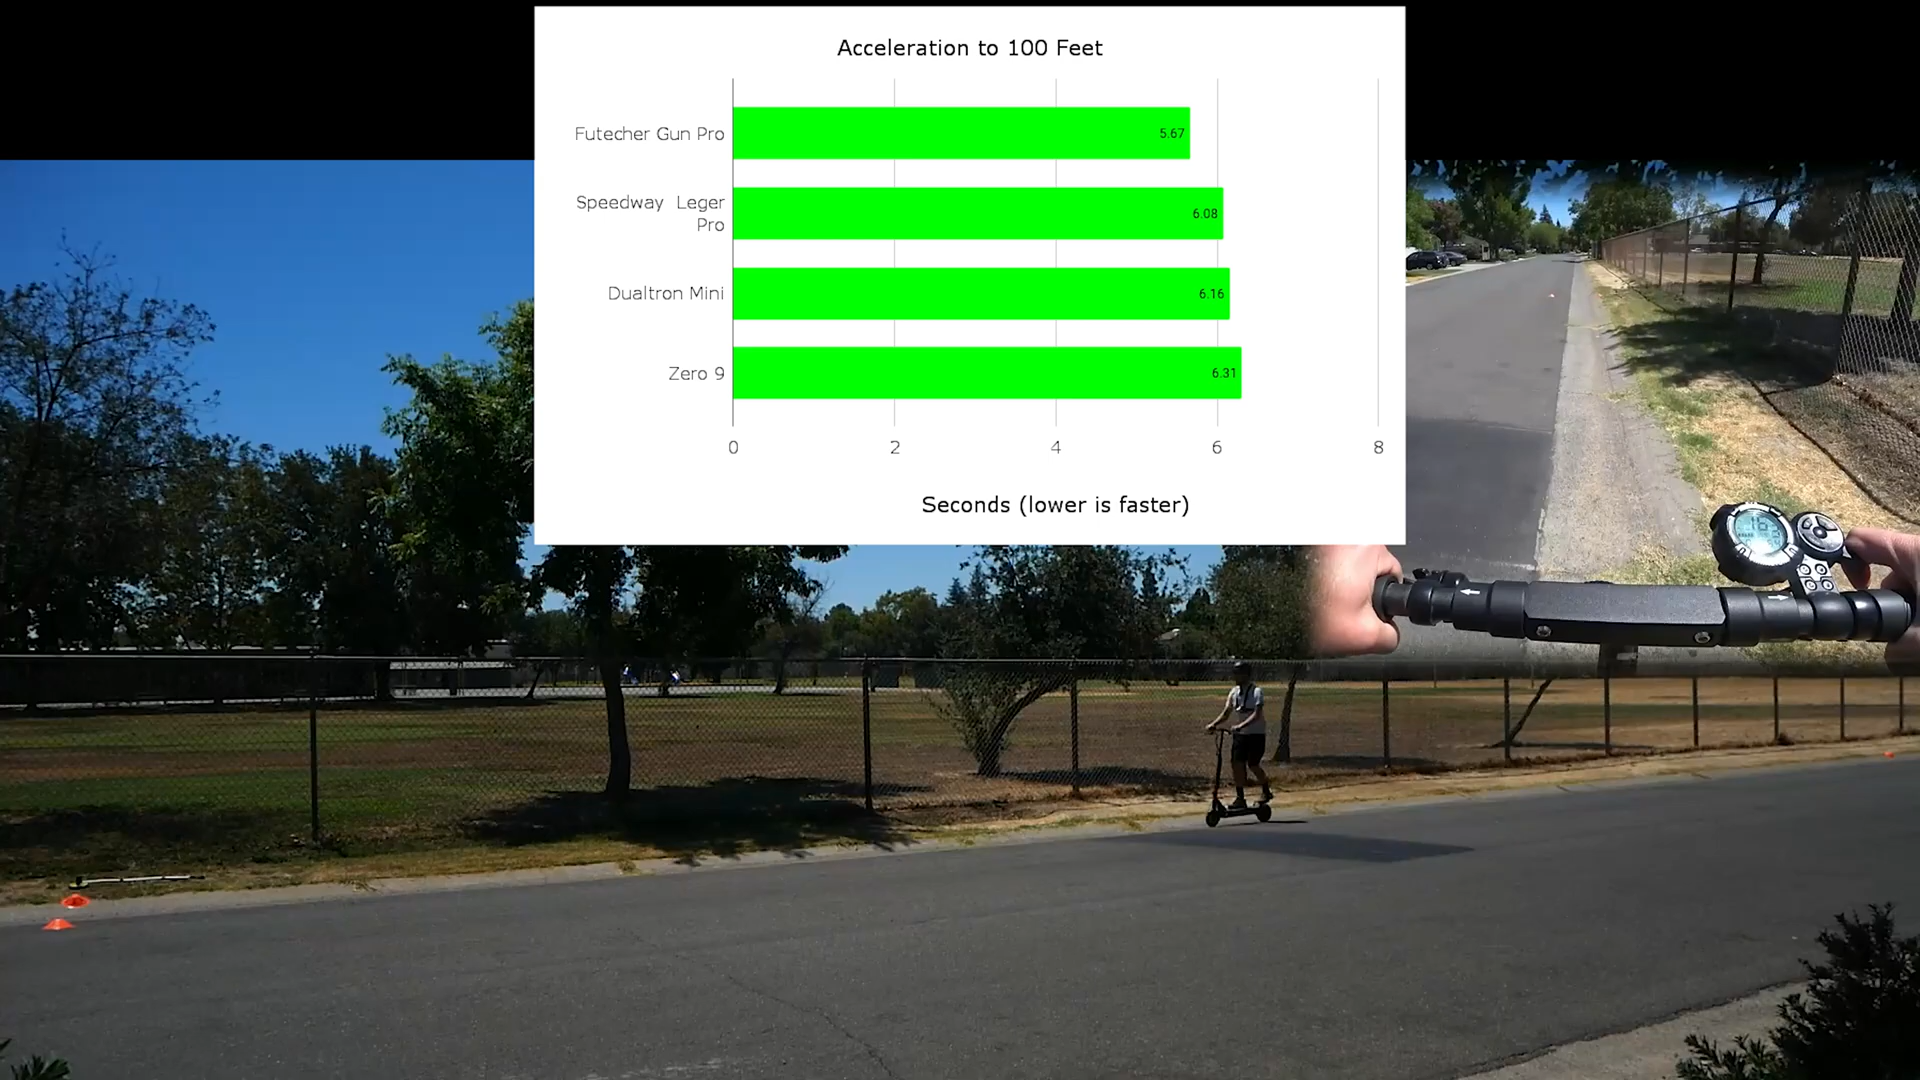 Acceleration to 100 Feet
Futecher Gun Pro
5.67
Speedway Leger
Pro
6.08
Dualtron Mini
6.16
Zero 9
6.31
0 2 4 6 8
Seconds (lower is faster)